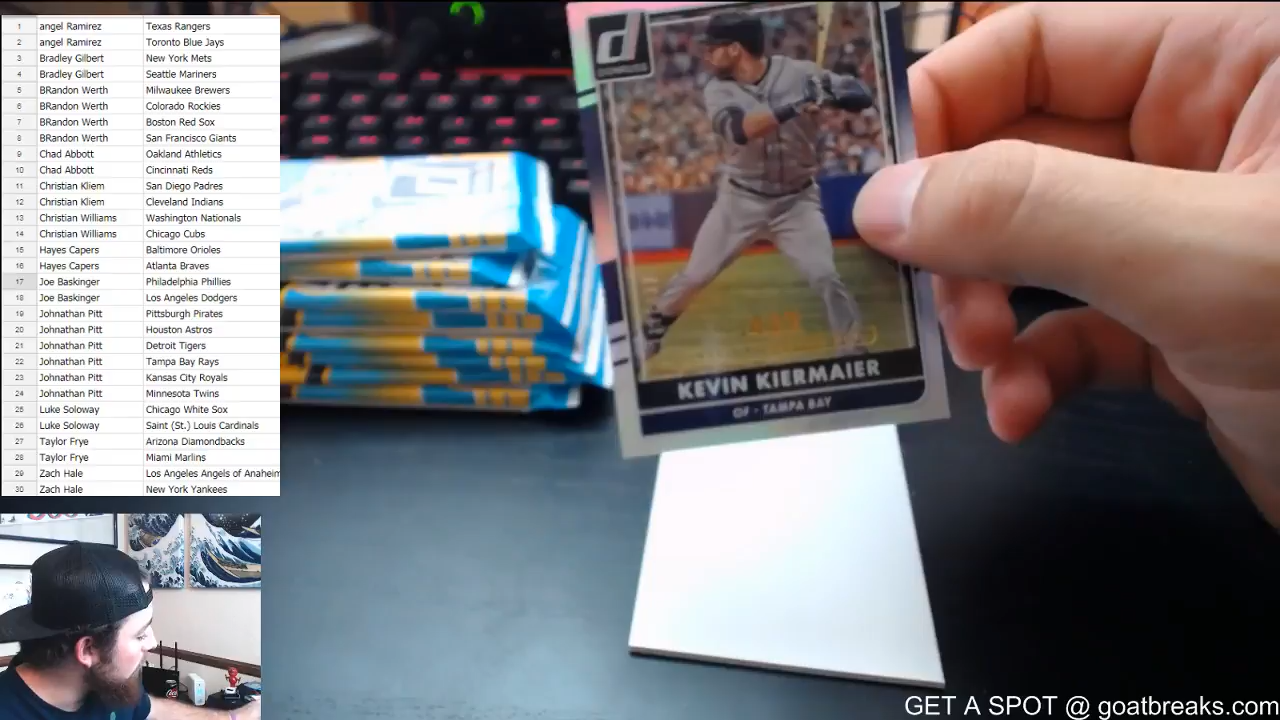 1 angel Ramirez Texas Rangers
2 angel Ramirez Toronto Blue Jays
3 Bradley Gilbert New York Mets
4 Bradley Gilbert Seattle Mariners
5 BRandon Werth Milwaukee Brewers
6 BRandon Werth Colorado Rockies
7 BRandon Werth Boston Red Sox
8 BRandon Werth San Francisco Giants
9 Chad Abbott Oakland Athletics
10 Chad Abbott Cincinnati Reds
11 Christian Kliem San Diego Padres
12 Christian Kliem Cleveland Indians
13 Christian Williams Washington Nationals
14 Christian Williams Chicago Cubs
15 Hayes Capers Baltimore Orioles
16 Hayes Capers Atlanta Braves
17 Joe Baskinger Philadelphia Phillies
18 Joe Baskinger Los Angeles Dodgers
19 Johnathan Pitt Pittsburgh Pirates
20 Johnathan Pitt Houston Astros
21 Johnathan Pitt Detroit Tigers
22 Johnathan Pitt Tampa Bay Rays
23 Johnathan Pitt Kansas City Royals
24 Johnathan Pitt Minnesota Twins
25 Luke Soloway Chicago White Sox
26 Luke Soloway Saint (St.) Louis Cardinals
27 Taylor Frye Arizona Diamondbacks
28 Taylor Frye Miami Marlins
29 Zach Hale Los Angeles Angels of Anaheim
30 Zach Hale New York Yankees
d
KEVIN KIERMAIER
OF - TAMPA BAY
GET A SPOT @ goatbreaks.com